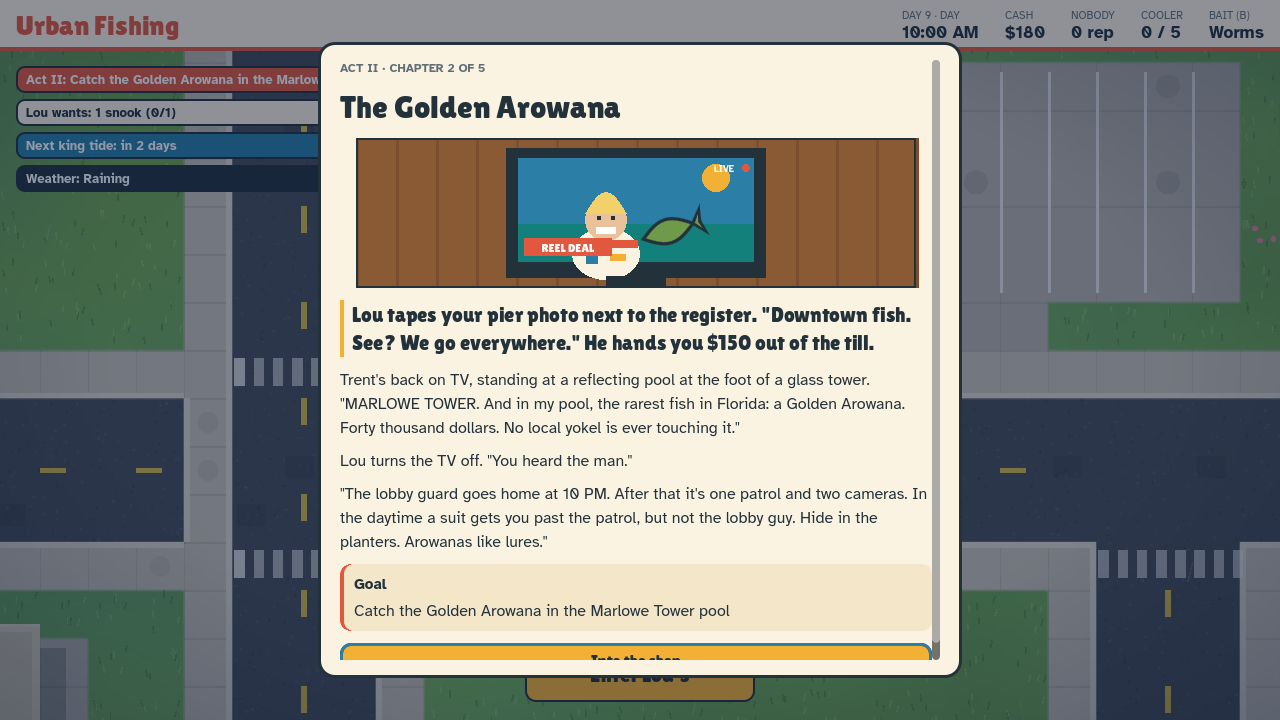 Urban Fishing
DAY 9 · DAY
10:00 AM
CASH
$180
NOBODY
0 rep
COOLER
0 / 5
BAIT (B)
Worms
Act II: Catch the Golden Arowana in the Marlow
Lou wants: 1 snook (0/1)
Next king tide: in 2 days
Weather: Raining
ACT II · CHAPTER 2 OF 5
The Golden Arowana
LIVE
REEL DEAL
Lou tapes your pier photo next to the register. "Downtown fish.
See? We go everywhere." He hands you $150 out of the till.
Trent's back on TV, standing at a reflecting pool at the foot of a glass tower.
"MARLOWE TOWER. And in my pool, the rarest fish in Florida: a Golden Arowana.
Forty thousand dollars. No local yokel is ever touching it."
Lou turns the TV off. "You heard the man."
"The lobby guard goes home at 10 PM. After that it's one patrol and two cameras. In
the daytime a suit gets you past the patrol, but not the lobby guy. Hide in the
planters. Arowanas like lures."
Goal
Catch the Golden Arowana in the Marlowe Tower pool
Into the shop
Enter Lou's